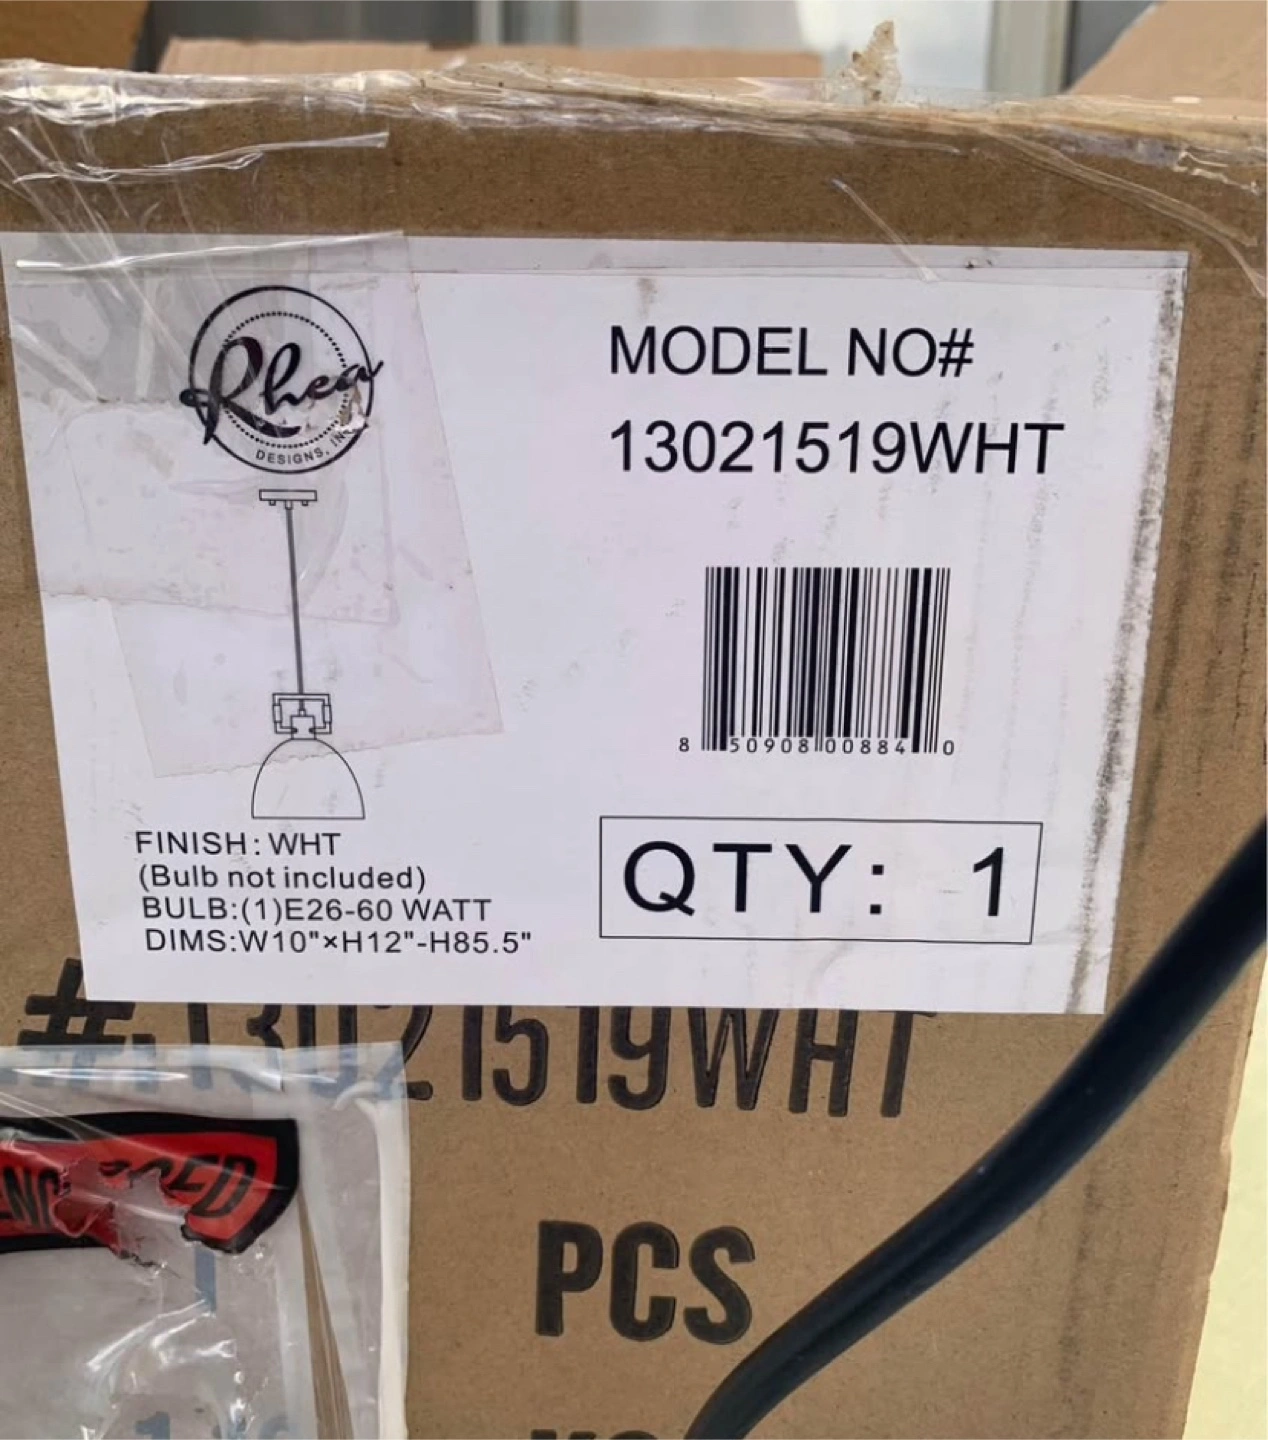 Rhea
DESIGNS, INC
MODEL NO#
13021519WHT
8 50908 00884 0
FINISH: WHT
(Bulb not included)
BULB:(1)E26-60 WATT
DIMS:W10"×H12"-H85.5"
QTY: 1
#:13021519WHT
PCS